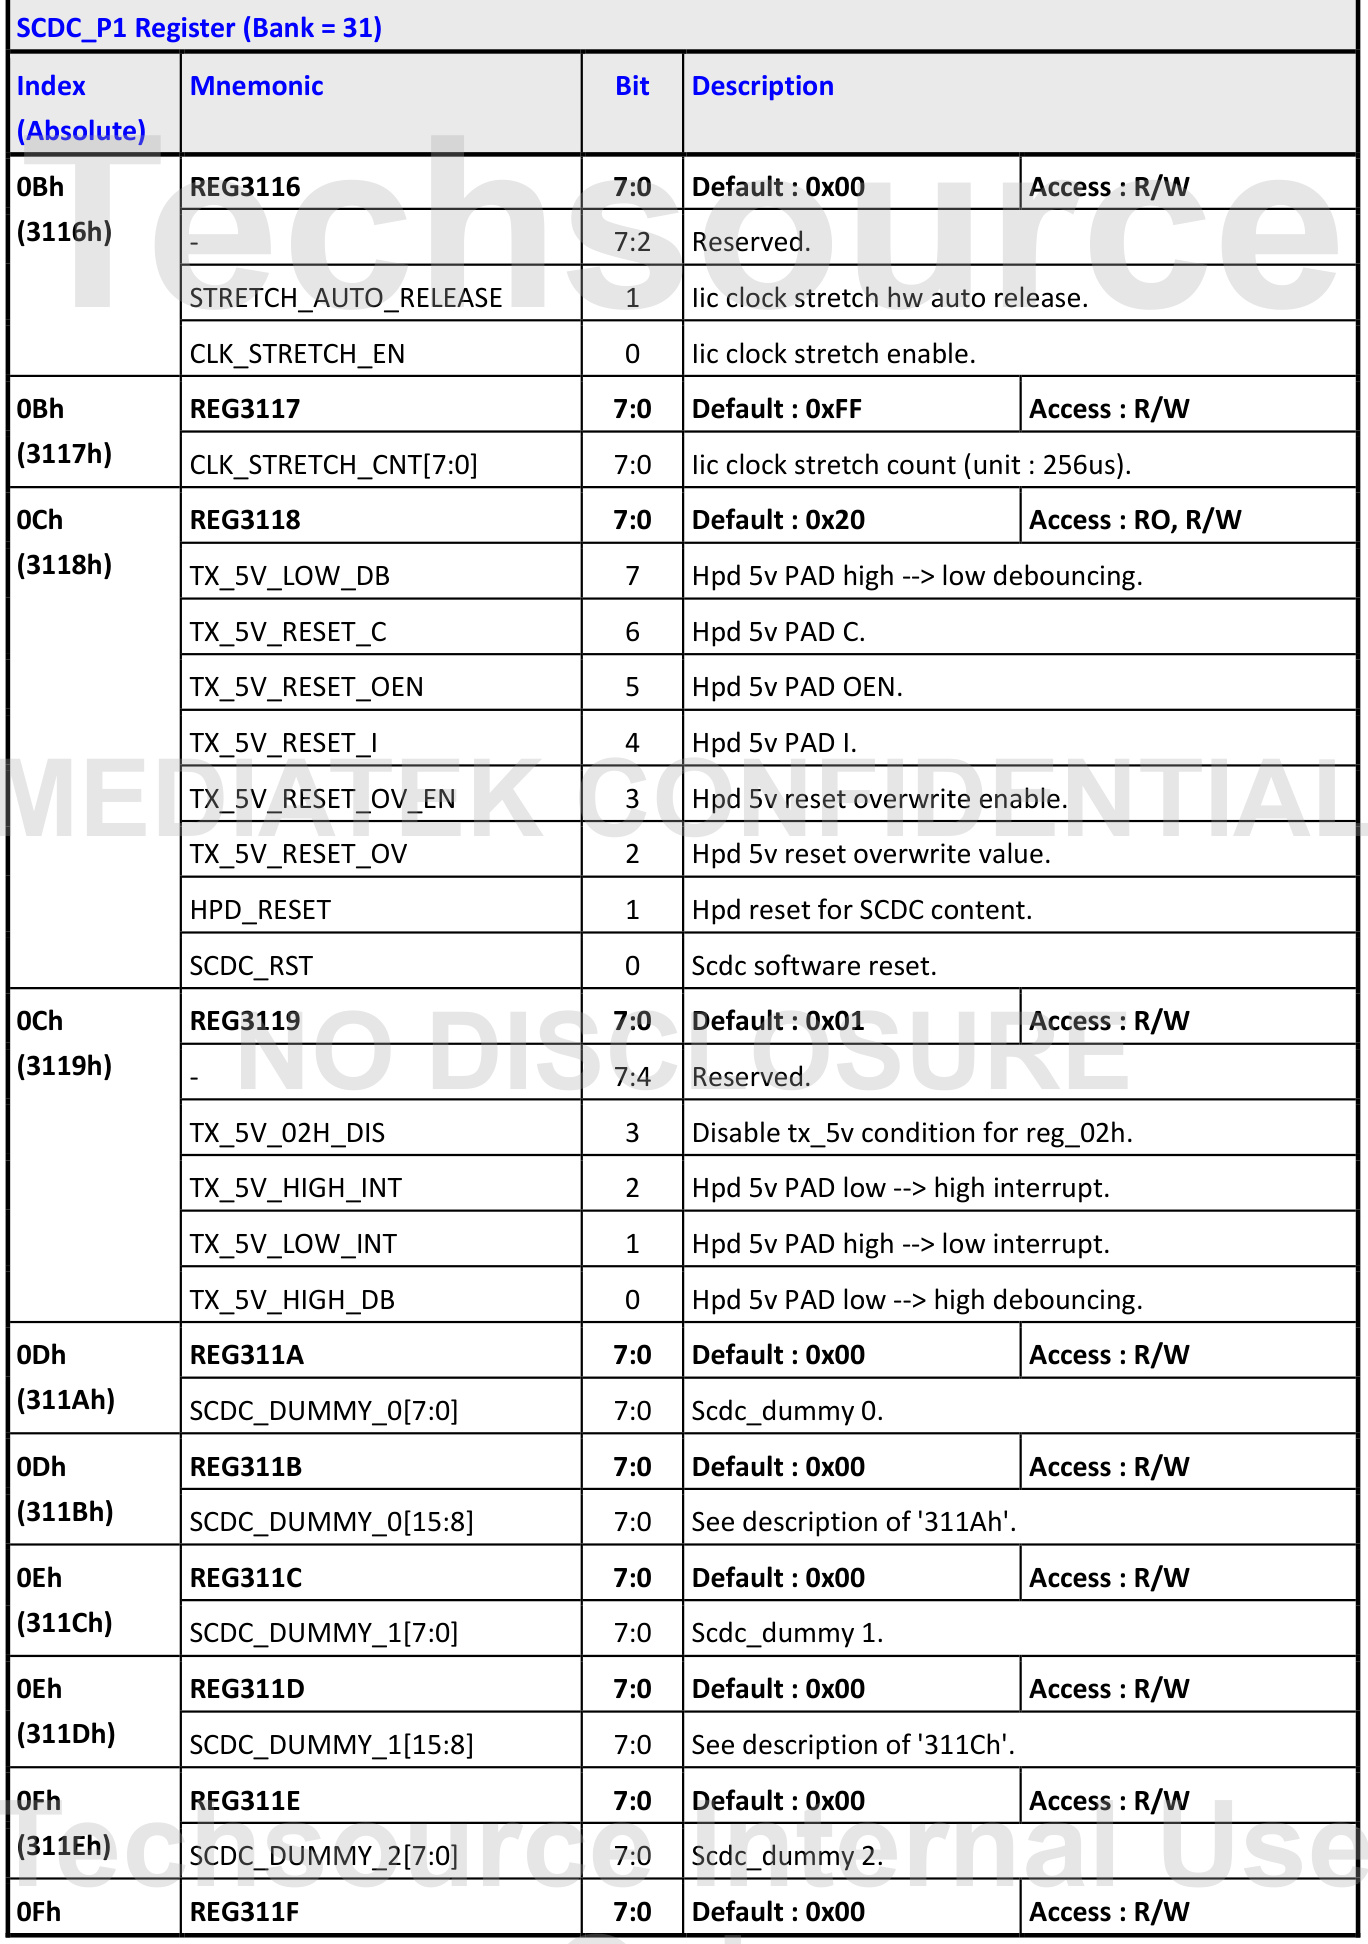 SCDC_P1 Register (Bank = 31)
Index (Absolute) Mnemonic Bit Description
0Bh (3116h) REG3116 7:0 Default : 0x00 Access : R/W
- 7:2 Reserved.
STRETCH_AUTO_RELEASE 1 Iic clock stretch hw auto release.
CLK_STRETCH_EN 0 Iic clock stretch enable.
0Bh (3117h) REG3117 7:0 Default : 0xFF Access : R/W
CLK_STRETCH_CNT[7:0] 7:0 Iic clock stretch count (unit : 256us).
0Ch (3118h) REG3118 7:0 Default : 0x20 Access : RO, R/W
TX_5V_LOW_DB 7 Hpd 5v PAD high --> low debouncing.
TX_5V_RESET_C 6 Hpd 5v PAD C.
TX_5V_RESET_OEN 5 Hpd 5v PAD OEN.
TX_5V_RESET_I 4 Hpd 5v PAD I.
TX_5V_RESET_OV_EN 3 Hpd 5v reset overwrite enable.
TX_5V_RESET_OV 2 Hpd 5v reset overwrite value.
HPD_RESET 1 Hpd reset for SCDC content.
SCDC_RST 0 Scdc software reset.
0Ch (3119h) REG3119 7:0 Default : 0x01 Access : R/W
- 7:4 Reserved.
TX_5V_02H_DIS 3 Disable tx_5v condition for reg_02h.
TX_5V_HIGH_INT 2 Hpd 5v PAD low --> high interrupt.
TX_5V_LOW_INT 1 Hpd 5v PAD high --> low interrupt.
TX_5V_HIGH_DB 0 Hpd 5v PAD low --> high debouncing.
0Dh (311Ah) REG311A 7:0 Default : 0x00 Access : R/W
SCDC_DUMMY_0[7:0] 7:0 Scdc_dummy 0.
0Dh (311Bh) REG311B 7:0 Default : 0x00 Access : R/W
SCDC_DUMMY_0[15:8] 7:0 See description of '311Ah'.
0Eh (311Ch) REG311C 7:0 Default : 0x00 Access : R/W
SCDC_DUMMY_1[7:0] 7:0 Scdc_dummy 1.
0Eh (311Dh) REG311D 7:0 Default : 0x00 Access : R/W
SCDC_DUMMY_1[15:8] 7:0 See description of '311Ch'.
0Fh (311Eh) REG311E 7:0 Default : 0x00 Access : R/W
SCDC_DUMMY_2[7:0] 7:0 Scdc_dummy 2.
0Fh REG311F 7:0 Default : 0x00 Access : R/W
Techsource
MEDIATEK CONFIDENTIAL
NO DISCLOSURE
Techsource Internal Use